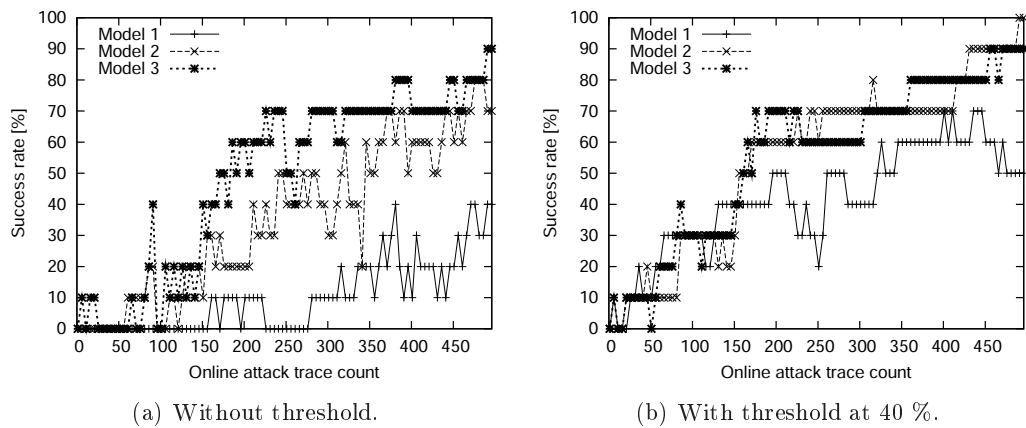 100
90
80
70
60
50
40
30
20
10
0
Success rate [%]
Model 1
Model 2
Model 3
0 50 100 150 200 250 300 350 400 450
Online attack trace count
(a) Without threshold.
100
90
80
70
60
50
40
30
20
10
0
Success rate [%]
Model 1
Model 2
Model 3
0 50 100 150 200 250 300 350 400 450
Online attack trace count
(b) With threshold at 40 %.